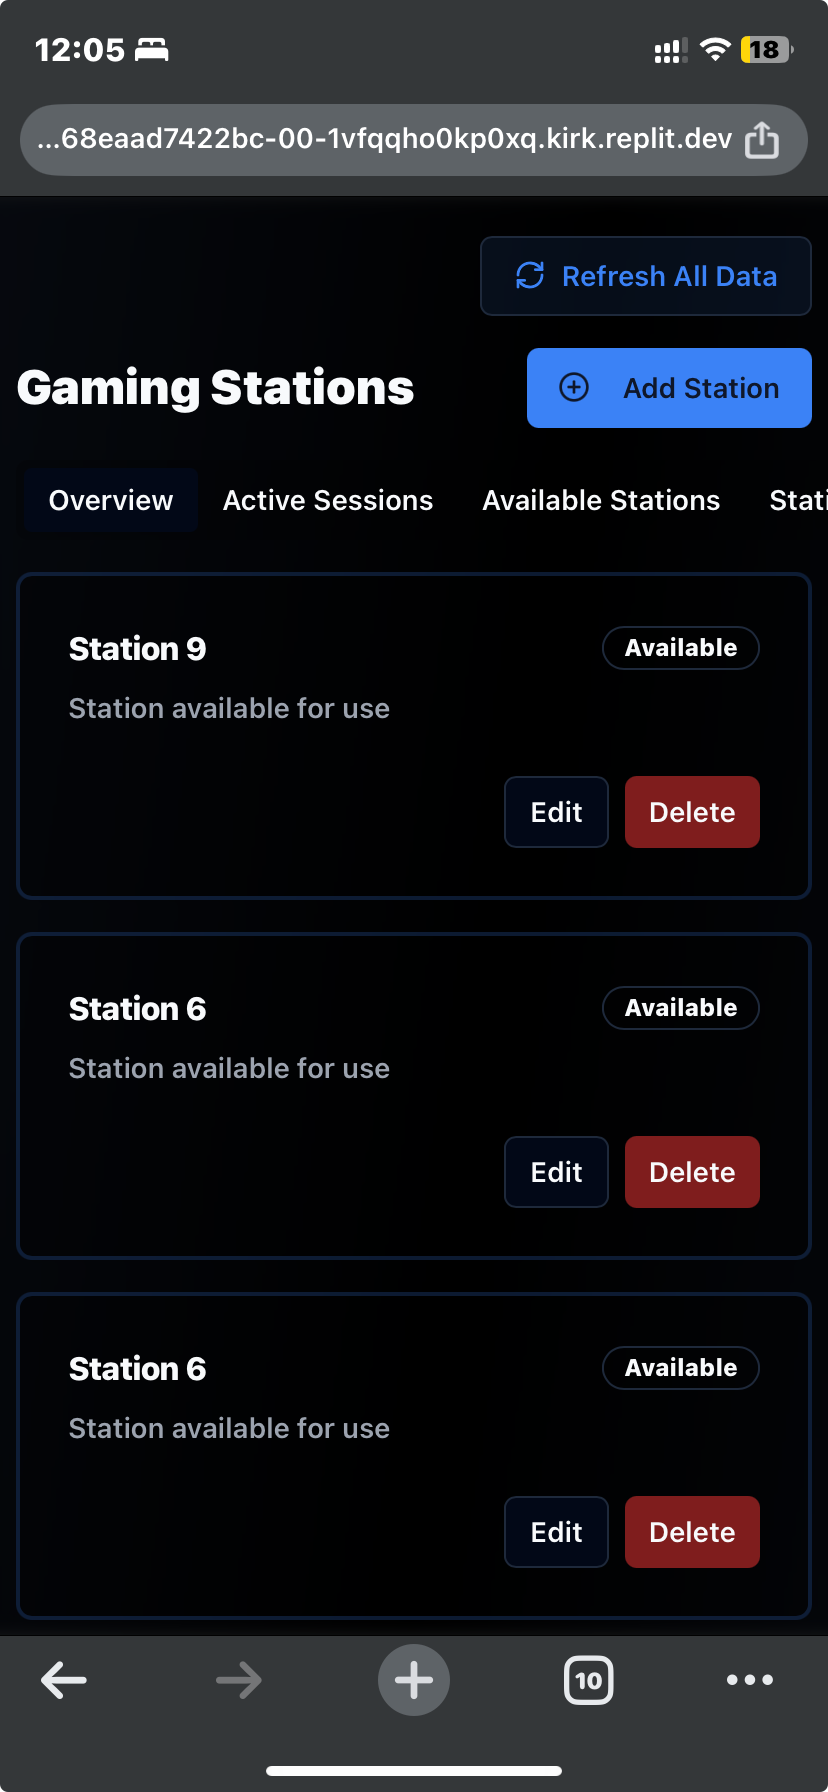 12:05
18
...68eaad7422bc-00-1vfqqho0kp0xq.kirk.replit.dev
Refresh All Data
Gaming Stations
Add Station
Overview Active Sessions Available Stations Stati
Station 9
Available
Station available for use
Edit Delete
Station 6
Available
Station available for use
Edit Delete
Station 6
Available
Station available for use
Edit Delete
10